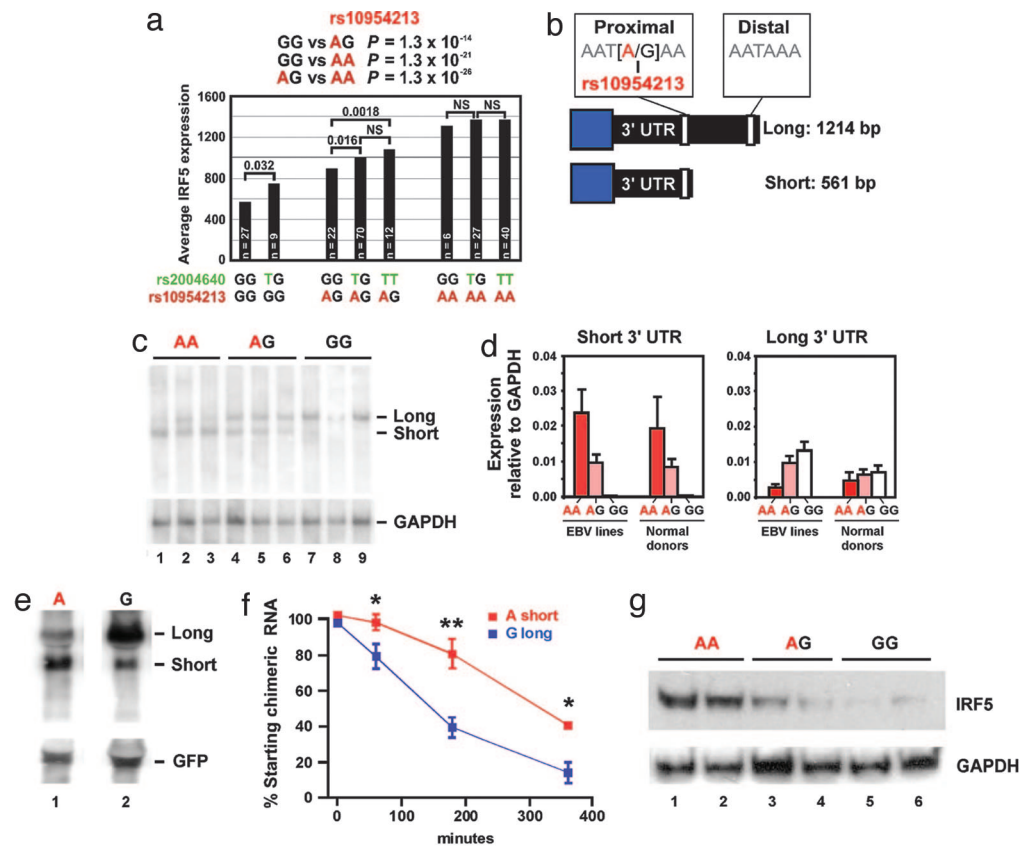 a
rs10954213
GG vs AG P = 1.3 x 10-14
GG vs AA P = 1.3 x 10-21
AG vs AA P = 1.3 x 10-26
Average IRF5 expression
1600
1200
800
400
0
0.032
0.016
0.0018
NS
NS
NS
n = 27
n = 9
n = 22
n = 70
n = 12
n = 6
n = 27
n = 40
rs2004640 GG TG GG TG TT GG TG TT
rs10954213 GG GG AG AG AG AA AA AA
b
Proximal
AAT[A/G]AA
rs10954213
Distal
AATAAA
3' UTR
Long: 1214 bp
3' UTR
Short: 561 bp
c
AA AG GG
Long
Short
GAPDH
1 2 3 4 5 6 7 8 9
d
Short 3' UTR
Long 3' UTR
Expression
relative to GAPDH
0.04
0.03
0.02
0.01
0.00
AA AG GG AA AG GG
EBV lines
Normal
donors
0.04
0.03
0.02
0.01
0.00
AA AG GG AA AG GG
EBV lines
Normal
donors
e
A G
Long
Short
GFP
1 2
f
% Starting chimeric RNA
100
80
60
40
20
0
0 100 200 300 400
minutes
*
**
*
A short
G long
g
AA AG GG
IRF5
GAPDH
1 2 3 4 5 6